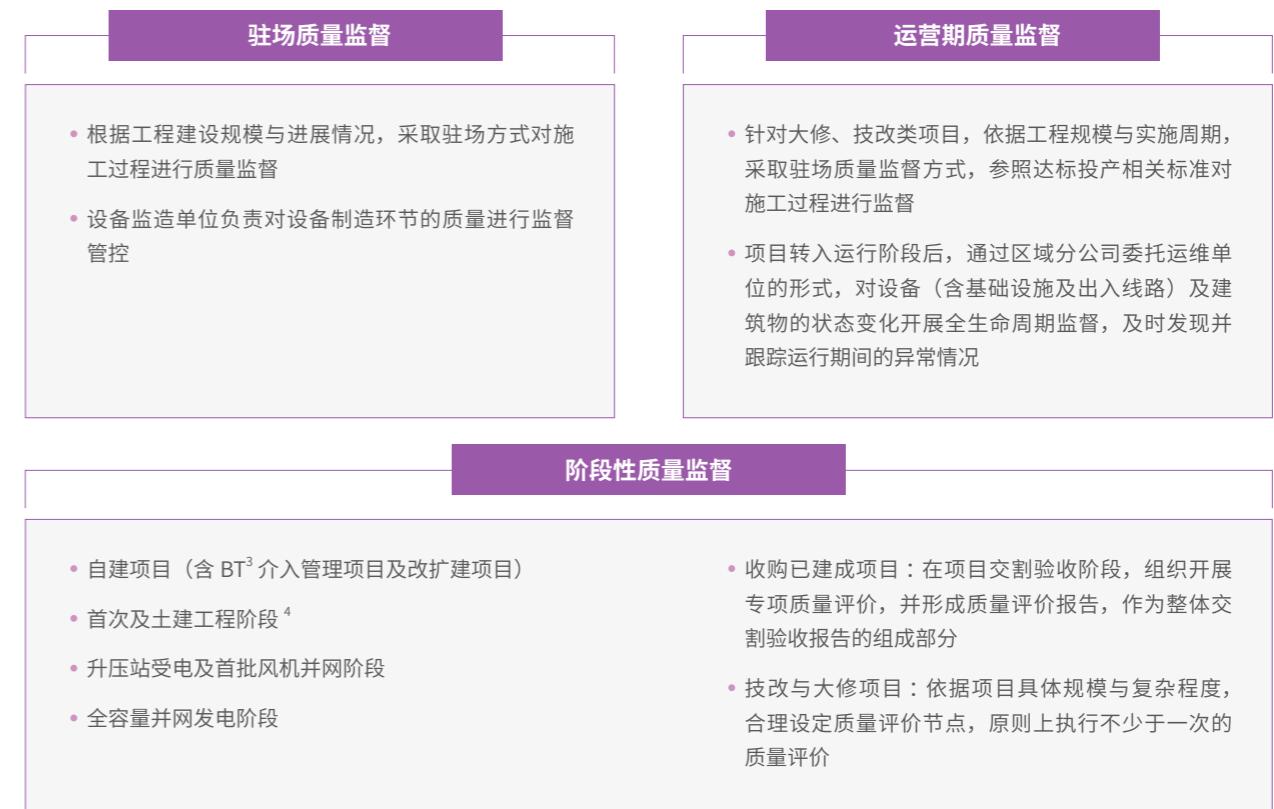 驻场质量监督
• 根据工程建设规模与进展情况，采取驻场方式对施
工过程进行质量监督
• 设备监造单位负责对设备制造环节的质量进行监督
管控
运营期质量监督
• 针对大修、技改类项目，依据工程规模与实施周期，
采取驻场质量监督方式，参照达标投产相关标准对
施工过程进行监督
• 项目转入运行阶段后，通过区域分公司委托运维单
位的形式，对设备（含基础设施及出入线路）及建
筑物的状态变化开展全生命周期监督，及时发现并
跟踪运行期间的异常情况
阶段性质量监督
• 自建项目（含 BT3 介入管理项目及改扩建项目）
• 首次及土建工程阶段 4
• 升压站受电及首批风机并网阶段
• 全容量并网发电阶段
• 收购已建成项目：在项目交割验收阶段，组织开展
专项质量评价，并形成质量评价报告，作为整体交
割验收报告的组成部分
• 技改与大修项目：依据项目具体规模与复杂程度，
合理设定质量评价节点，原则上执行不少于一次的
质量评价